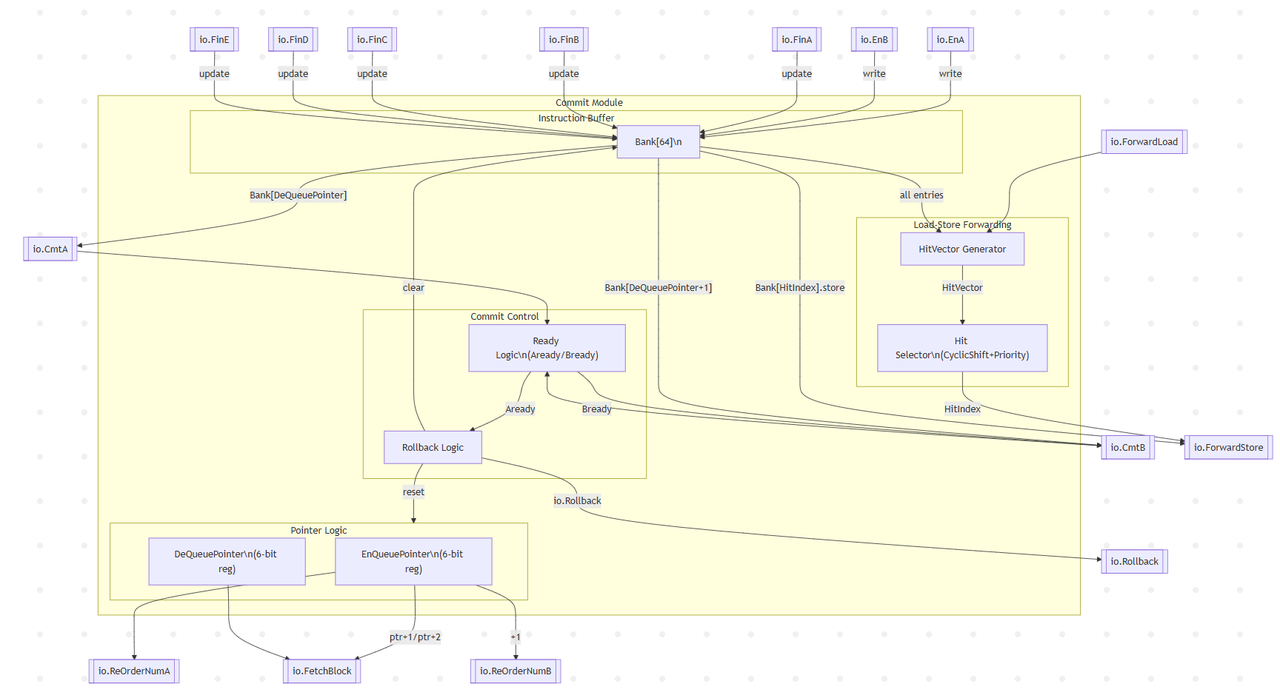 io.FinE
io.FinD
io.FinC
io.FinB
io.FinA
io.EnB
io.EnA
update
update
update
update
update
write
write
Commit Module
Instruction Buffer
Bank[64]\n
io.ForwardLoad
Bank[DeQueuePointer]
all entries
Load-Store Forwarding
io.CmtA
HitVector Generator
clear
Bank[DeQueuePointer+1]
Bank[HitIndex].store
HitVector
Commit Control
Ready
Logic\n(Aready/Bready)
Hit
Selector\n(CyclicShift+Priority)
Aready
Bready
HitIndex
Rollback Logic
io.CmtB
io.ForwardStore
reset
io.Rollback
Pointer Logic
DeQueuePointer\n(6-bit
reg)
EnQueuePointer\n(6-bit
reg)
io.Rollback
ptr+1/ptr+2
+1
io.ReOrderNumA
io.FetchBlock
io.ReOrderNumB